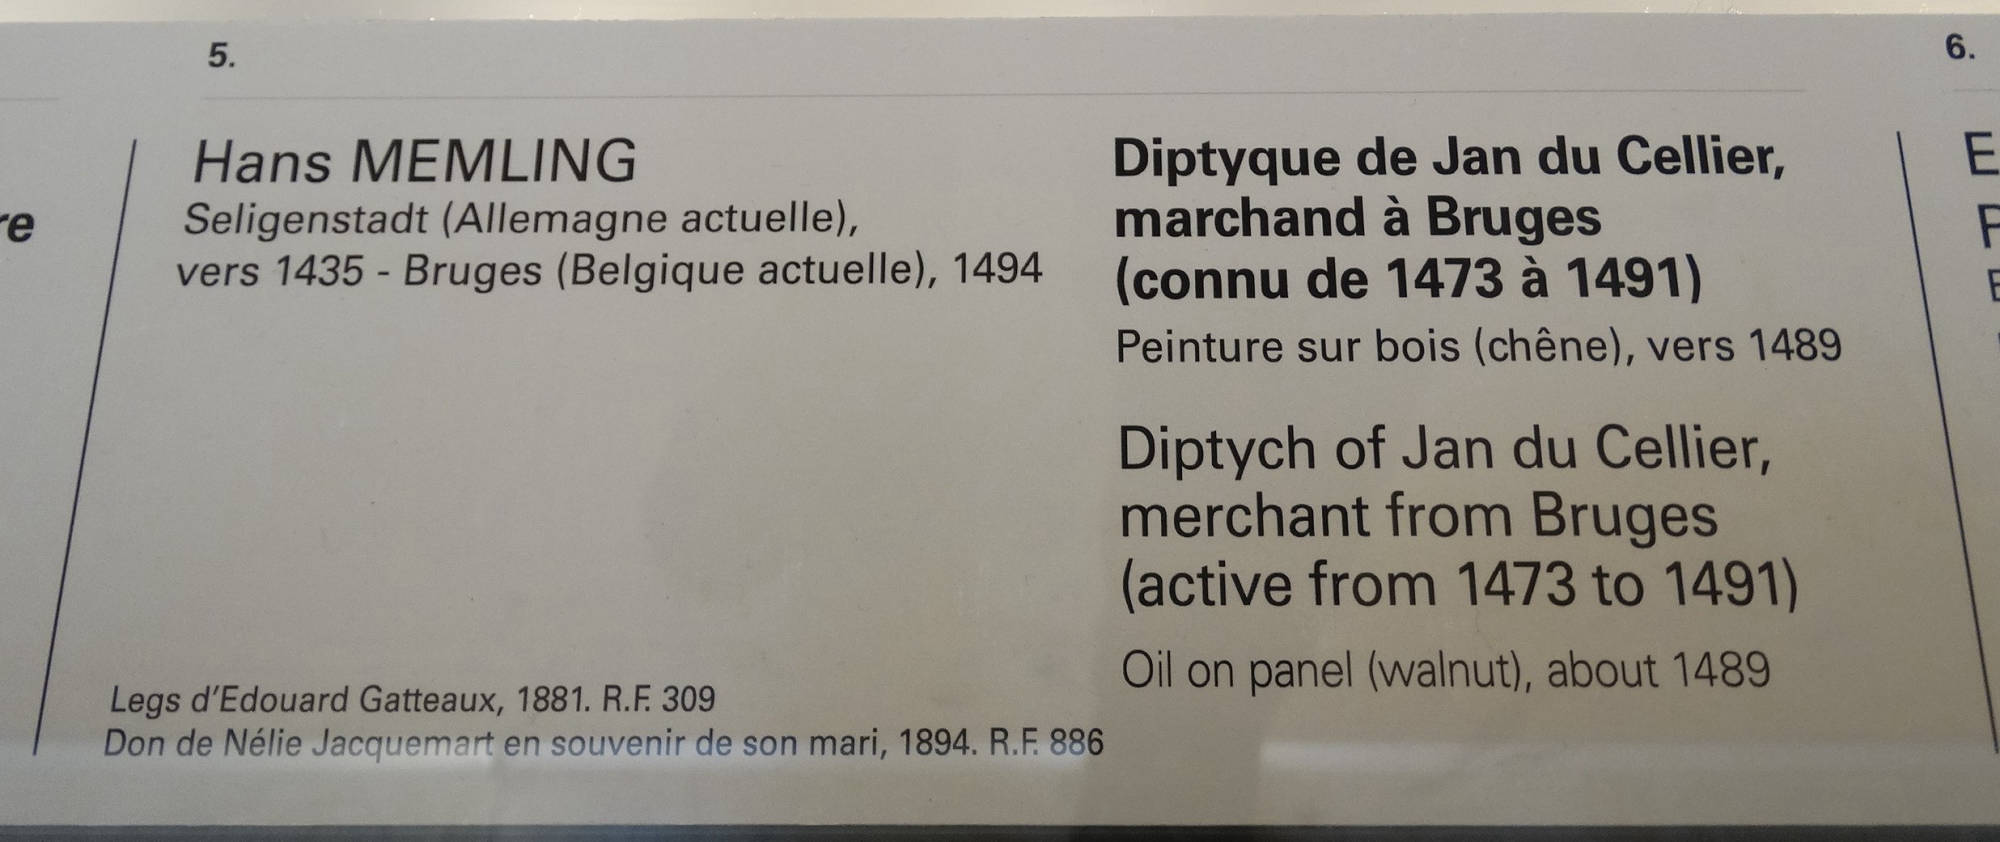 5.
6.
re
Hans MEMLING
Seligenstadt (Allemagne actuelle),
vers 1435 - Bruges (Belgique actuelle), 1494
Legs d'Edouard Gatteaux, 1881. R.F. 309
Don de Nélie Jacquemart en souvenir de son mari, 1894. R.F. 886
Diptyque de Jan du Cellier,
marchand à Bruges
(connu de 1473 à 1491)
Peinture sur bois (chêne), vers 1489
Diptych of Jan du Cellier,
merchant from Bruges
(active from 1473 to 1491)
Oil on panel (walnut), about 1489